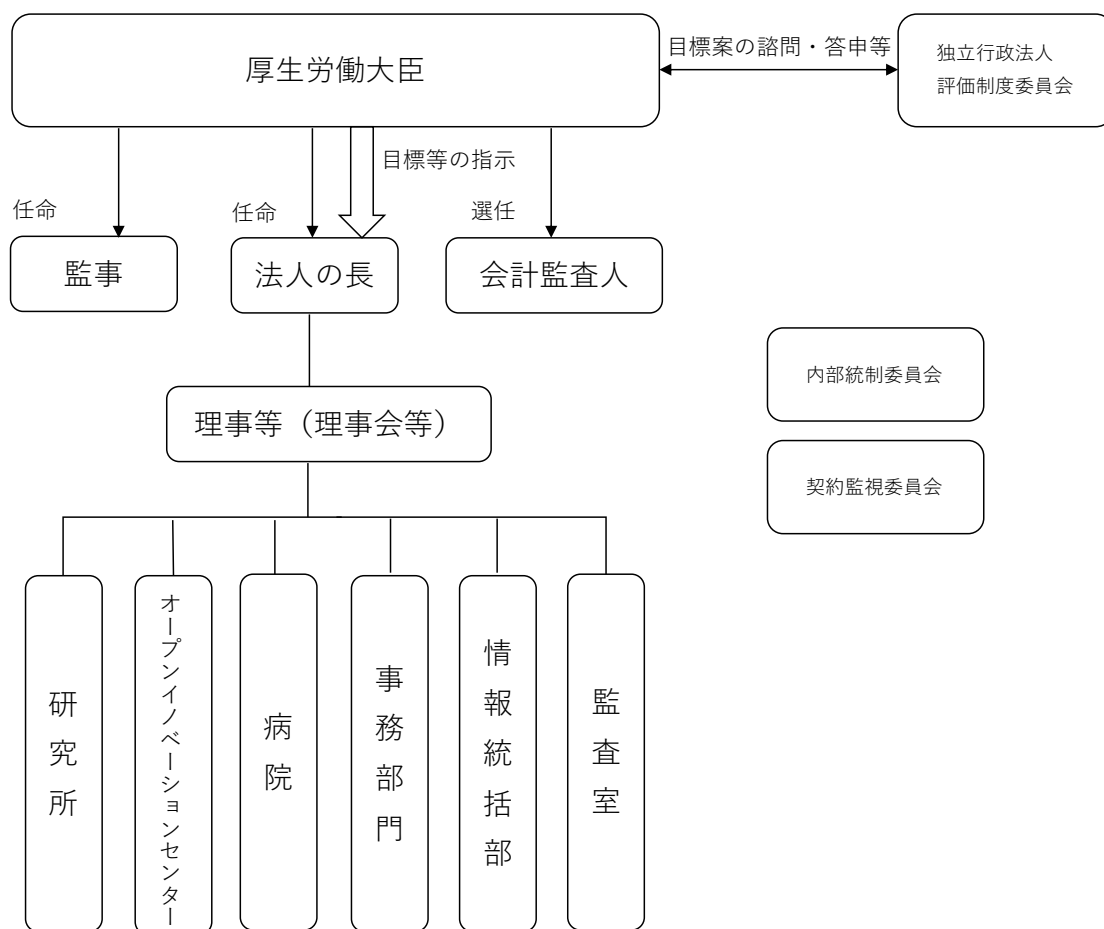 厚生労働大臣
目標案の諮問・答申等
独立行政法人
評価制度委員会
目標等の指示
任命
任命
選任
監事
法人の長
会計監査人
内部統制委員会
理事等（理事会等）
契約監視委員会
研究所
オープンイノベーションセンター
病院
事務部門
情報統括部
監査室